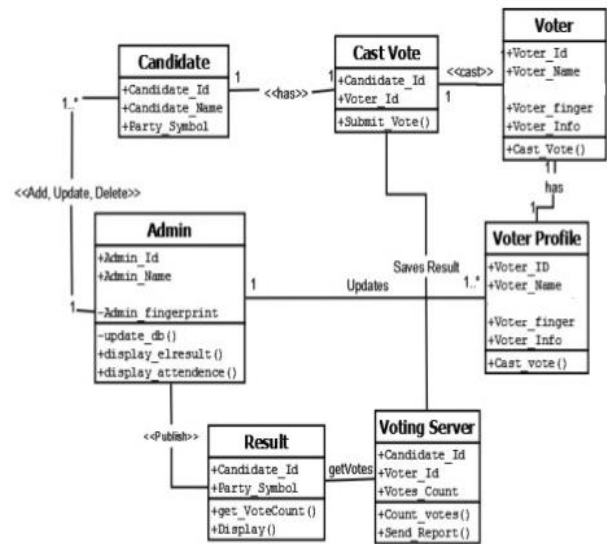 Voter
+Voter_Id
+Voter_Name
+Voter_finger
+Voter_Info
+Cast_Vote()
Candidate
+Candidate_Id
+Candidate_Name
+Party_Symbol
1
<<has>>
1
Cast Vote
+Candidate_Id
+Voter_Id
+Submit_Vote()
<<cast>>
1
1
1..*
<<Add, Update, Delete>>
1
1
has
1
Admin
+Admin_Id
+Admin_Name
-Admin_fingerprint
-update_db()
+display_elresult()
+display_attendence()
1
Updates
Saves Result
1..*
Voter Profile
+Voter_ID
+Voter_Name
+Voter_finger
+Voter_Info
+Cast_vote()
<<Publish>>
Result
+Candidate_Id
+Party_Symbol
+get_VoteCount()
+Display()
getVotes
Voting Server
+Candidate_Id
+Voter_Id
+Votes_Count
+Count_votes()
+Send_Report()